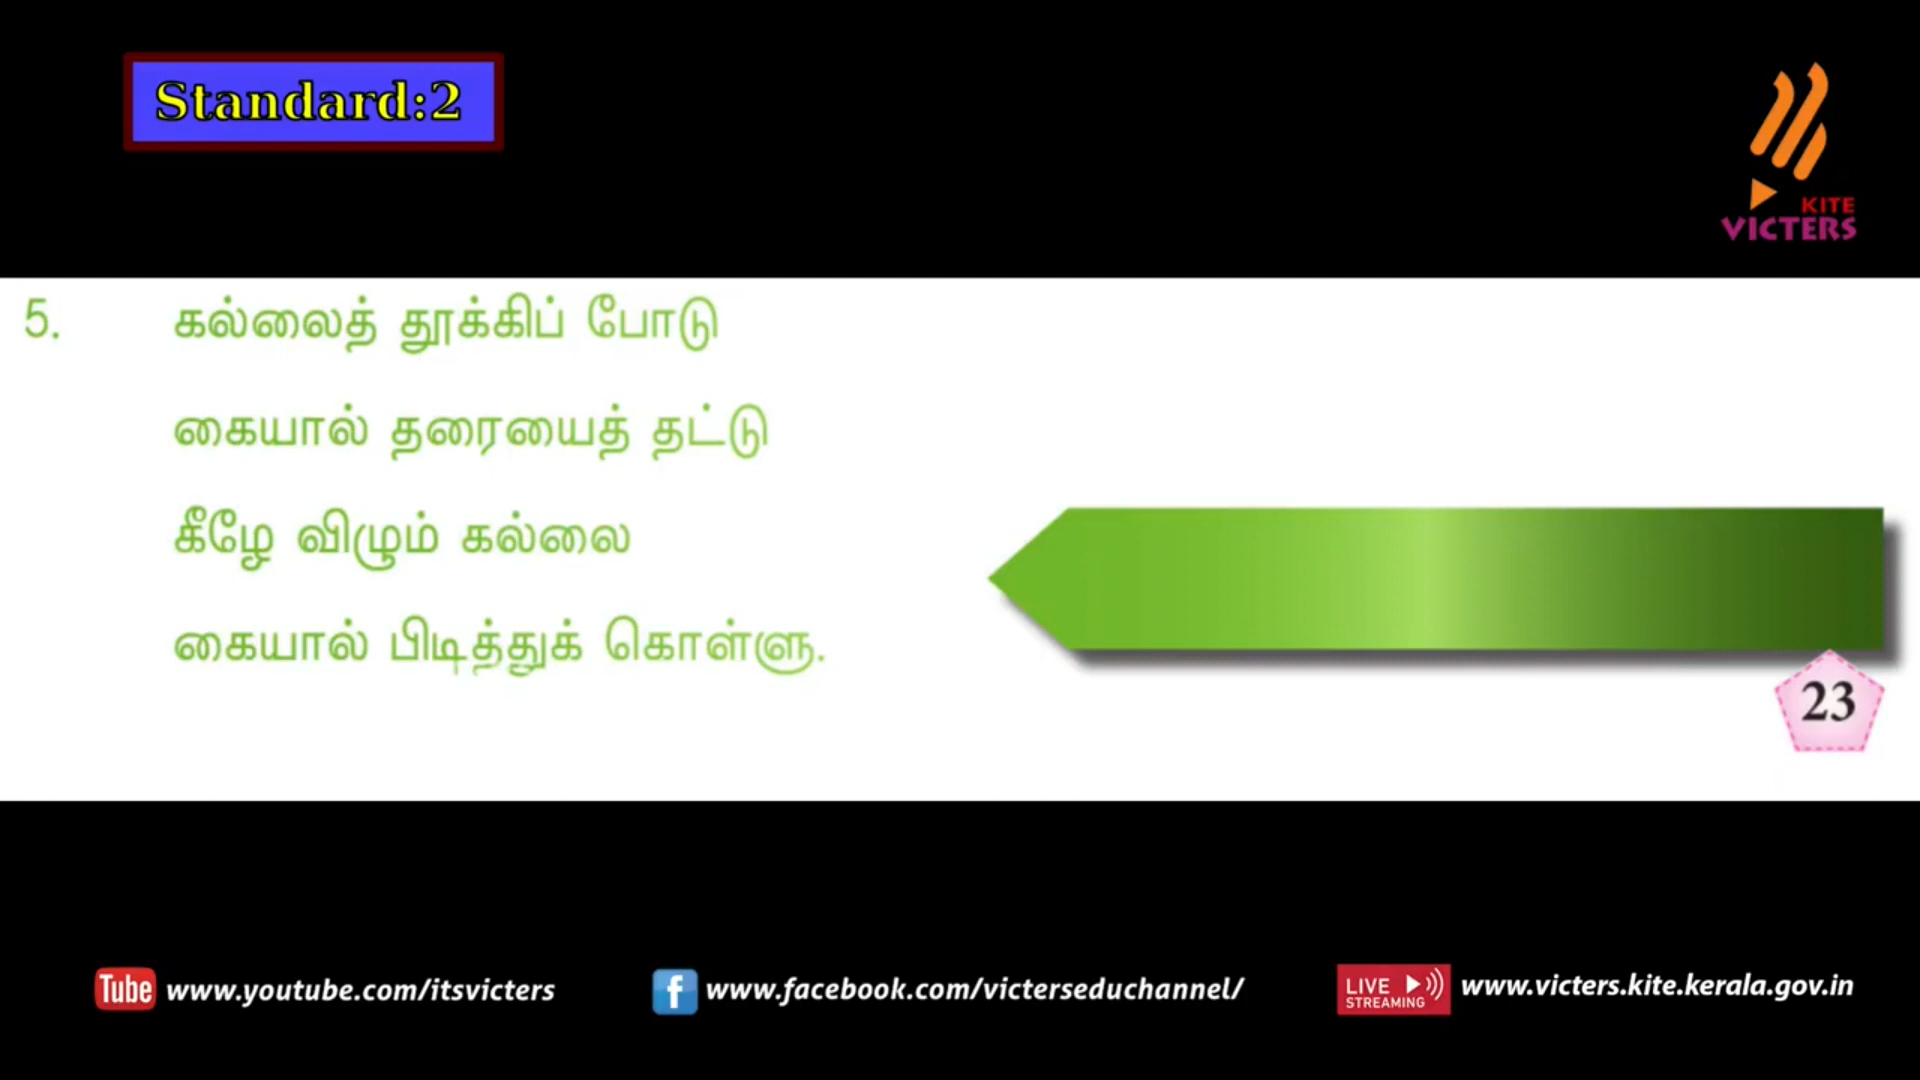 Standard:2
KITE
VICTERS
5. கல்லைத் தூக்கிப் போடு
கையால் தரையைத் தட்டு
கீழே விழும் கல்லை
கையால் பிடித்துக் கொள்ளு.
23
Tube www.youtube.com/itsvicters
f www.facebook.com/victerseduchannel/
LIVE
STREAMING
www.victers.kite.kerala.gov.in